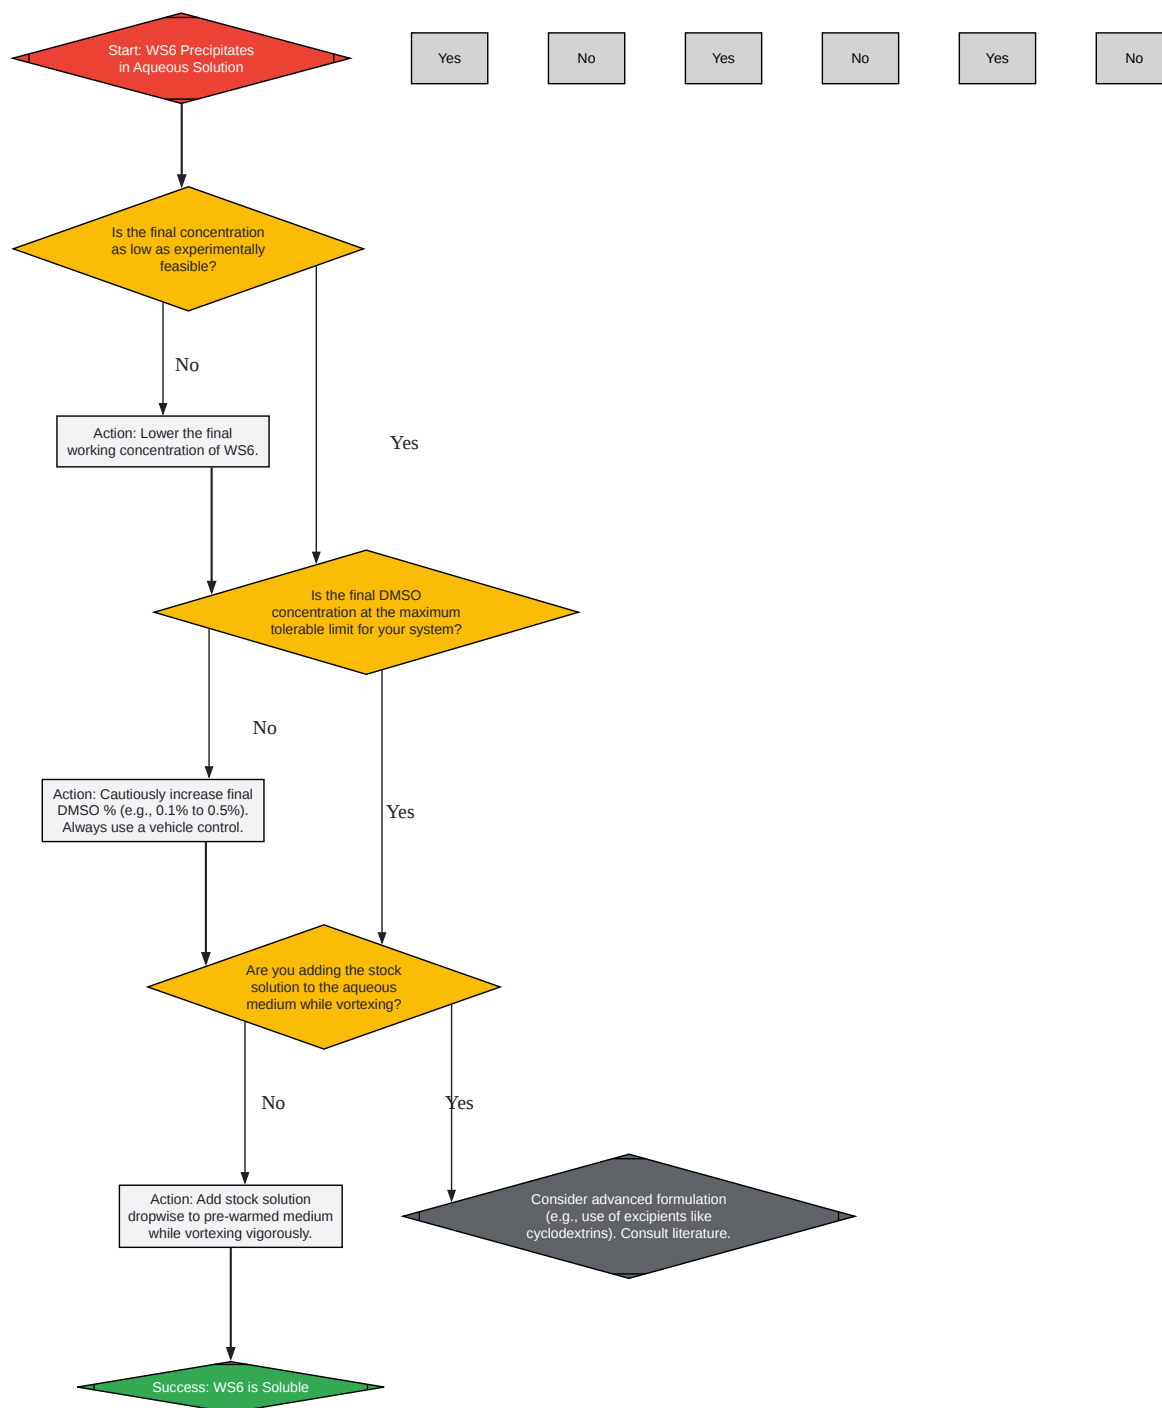 Start: WS6 Precipitates
in Aqueous Solution
Yes
No
Yes
No
Yes
No
Is the final concentration
as low as experimentally
feasible?
No
Action: Lower the final
working concentration of WS6.
Yes
Is the final DMSO
concentration at the maximum
tolerable limit for your system?
No
Action: Cautiously increase final
DMSO % (e.g., 0.1% to 0.5%).
Always use a vehicle control.
Yes
Are you adding the stock
solution to the aqueous
medium while vortexing?
No
Yes
Action: Add stock solution
dropwise to pre-warmed medium
while vortexing vigorously.
Consider advanced formulation
(e.g., use of excipients like
cyclodextrins). Consult literature.
Success: WS6 is Soluble